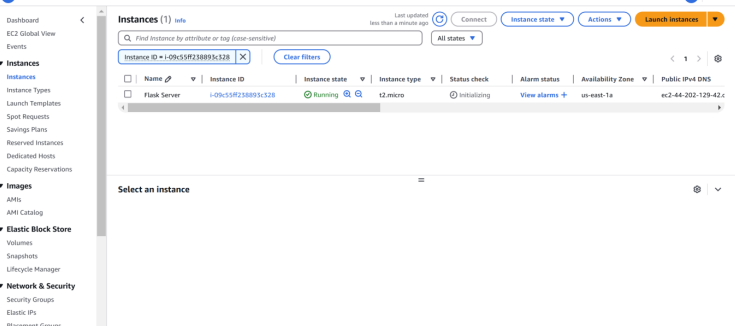 Dashboard
EC2 Global View
Events
Instances
Instances
Instance Types
Launch Templates
Spot Requests
Savings Plans
Reserved Instances
Dedicated Hosts
Capacity Reservations
Images
AMIs
AMI Catalog
Elastic Block Store
Volumes
Snapshots
Lifecycle Manager
Network & Security
Security Groups
Elastic IPs
Placement Groups
Instances (1) Info
Last updated
less than a minute ago
Connect
Instance state
Actions
Launch instances
Find Instance by attribute or tag (case-sensitive)
All states
Instance ID = i-09c55ff238893c328
Clear filters
1
Name Instance ID Instance state Instance type Status check Alarm status Availability Zone Public IPv4 DNS
Flask Server i-09c55ff238893c328 Running t2.micro Initializing View alarms + us-east-1a ec2-44-202-129-42.c
Select an instance